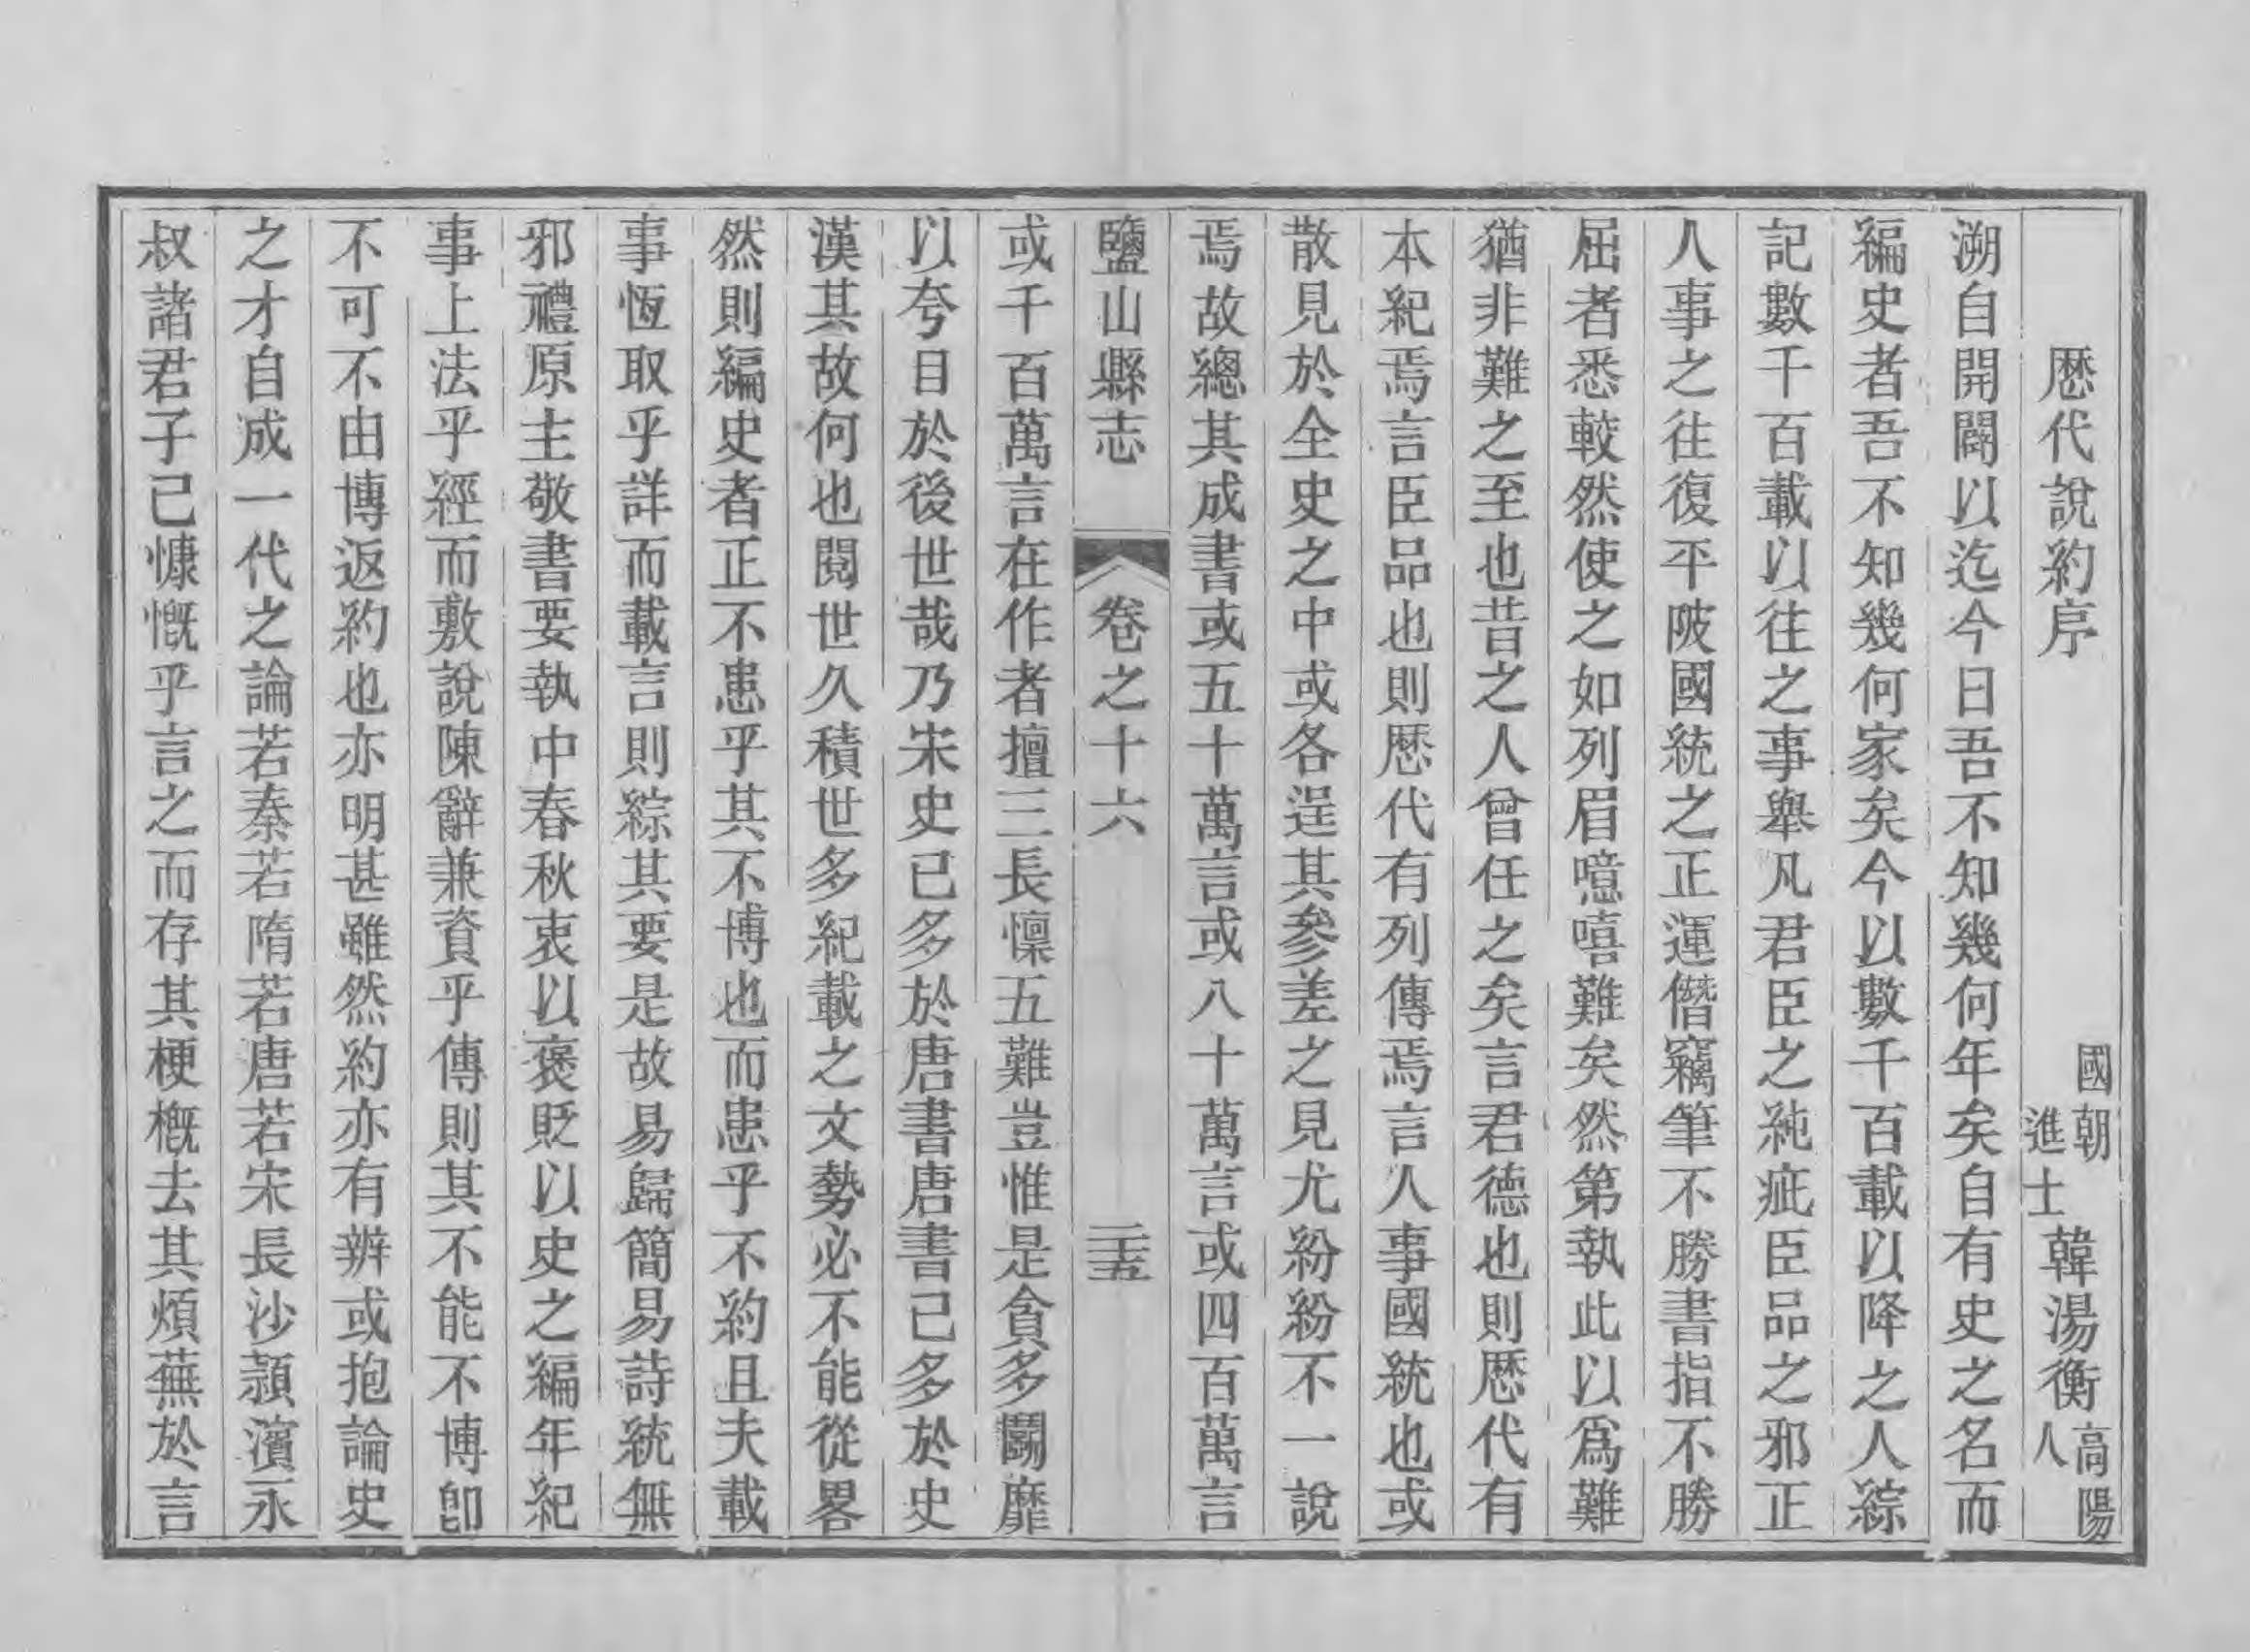 歷代說約序 國朝進士韓湯衡高陽人
溯自開闢以迄今日吾不知幾何年矣自有史之名而
編史者吾不知幾何家矣今以數千百載以降之人綜
記數千百載以往之事舉凡君臣之純疵臣品之邪正
人事之往復平陂國統之正運僭竊筆不勝書指不勝
屈者悉較然使之如列眉噫嘻難矣然第執此以爲難
猶非難之至也昔之人曾任之矣言君德也則歷代有
本紀焉言臣品也則歷代有列傳焉言人事國統也或
散見於全史之中或各逞其參差之見尤紛紛不一說
焉故總其成書或五十萬言或八十萬言或四百萬言
鹽山縣志 卷之十六 二十五
或千百萬言在作者擅三長懍五難豈惟是貪多鬭靡
以夸目於後世哉乃宋史已多於唐書唐書已多於史
漢其故何也閱世久積世多紀載之文勢必不能從畧
然則編史者正不患乎其不博也而患乎不約且夫載
事恆取乎詳而載言則綜其要是故易歸簡易詩統無
邪禮原主敬書要執中春秋衷以褒貶以史之編年紀
事上法乎經而敷說陳辭兼資乎傳則其不能不博卽
不可不由博返約也亦明甚雖然約亦有辨或抱論史
之才自成一代之論若秦若隋若唐若宋長沙潁濱永
叔諸君子已慷慨乎言之而存其梗概去其煩蕪於言